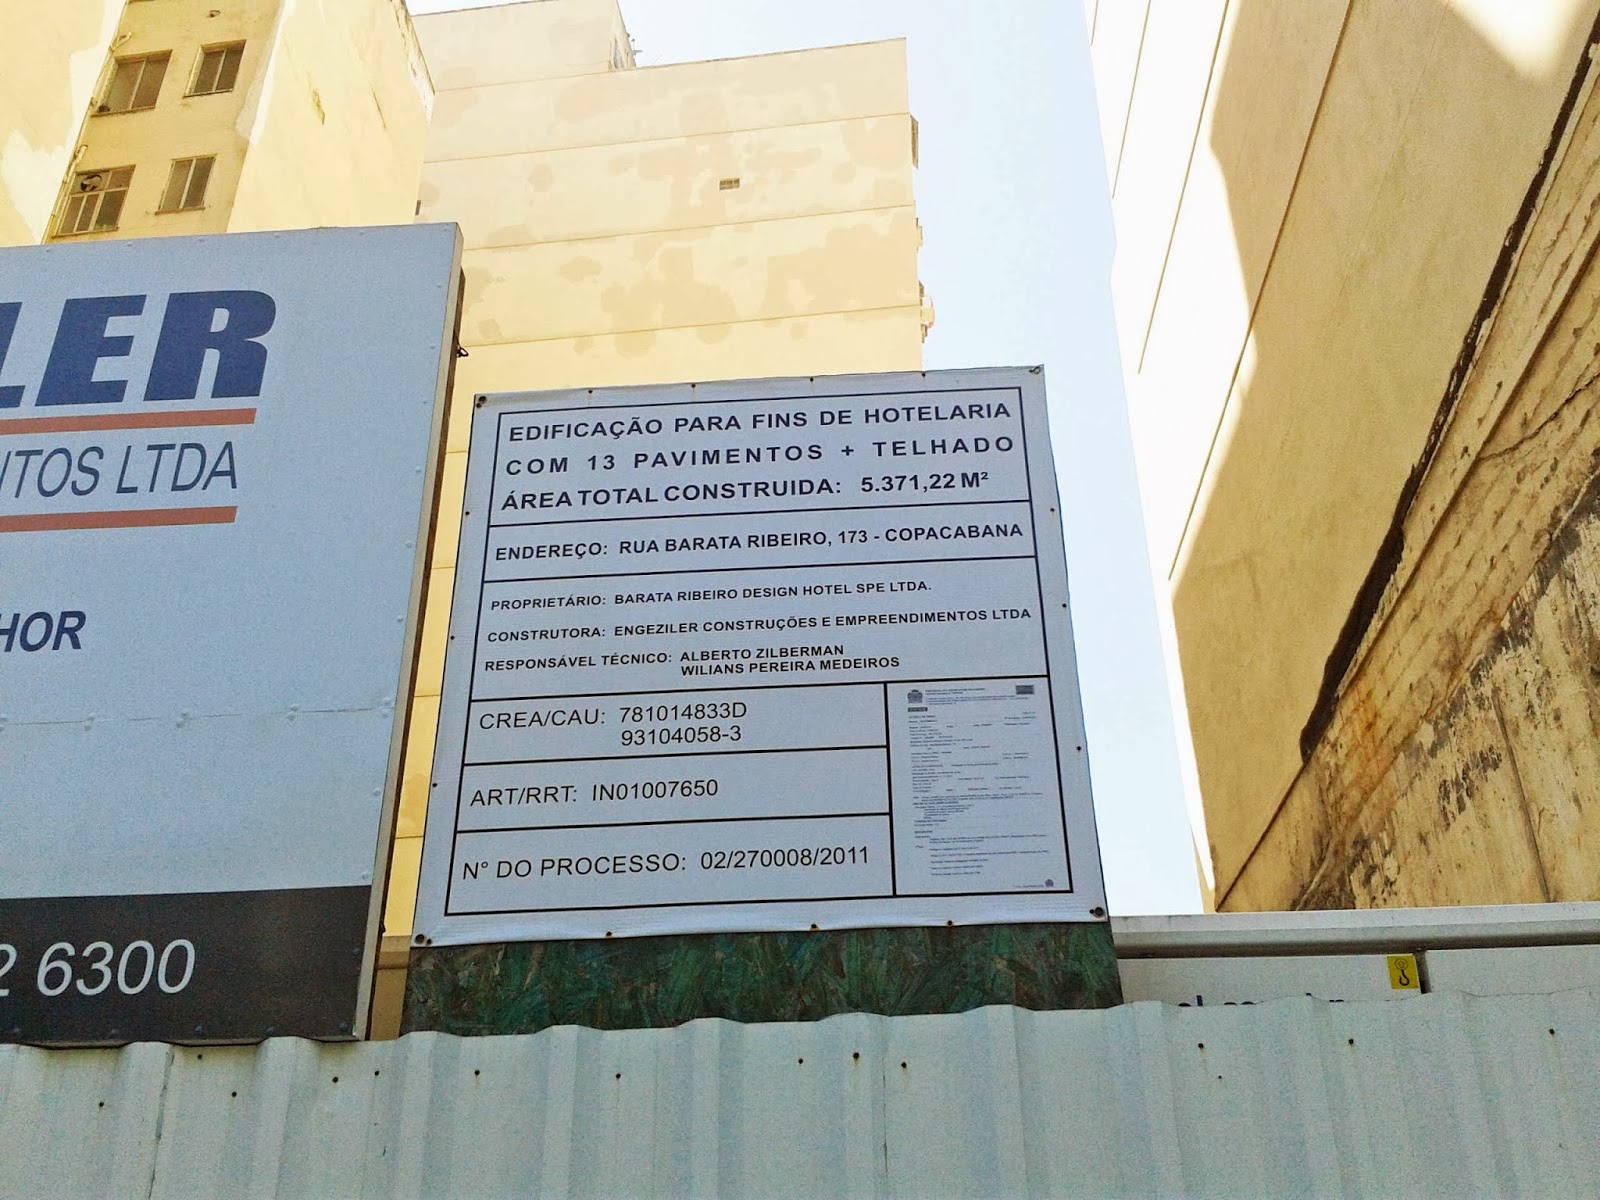 LER
NTOS LTDA
HOR
2 6300
EDIFICAÇÃO PARA FINS DE HOTELARIA
COM 13 PAVIMENTOS + TELHADO
ÁREA TOTAL CONSTRUIDA: 5.371,22 M²
ENDEREÇO: RUA BARATA RIBEIRO, 173 - COPACABANA
PROPRIETÁRIO: BARATA RIBEIRO DESIGN HOTEL SPE LTDA.
CONSTRUTORA: ENGEZILER CONSTRUÇÕES E EMPREENDIMENTOS LTDA
RESPONSÁVEL TÉCNICO: ALBERTO ZILBERMAN
WILIANS PEREIRA MEDEIROS
CREA/CAU: 781014833D
93104058-3
ART/RRT: IN01007650
N° DO PROCESSO: 02/270008/2011